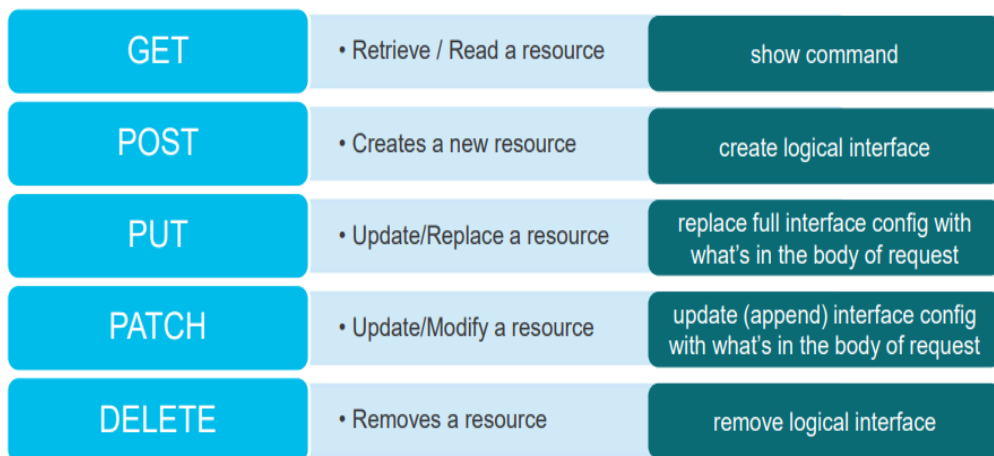 GET
• Retrieve / Read a resource
show command
POST
• Creates a new resource
create logical interface
PUT
• Update/Replace a resource
replace full interface config with
what's in the body of request
PATCH
• Update/Modify a resource
update (append) interface config
with what's in the body of request
DELETE
• Removes a resource
remove logical interface